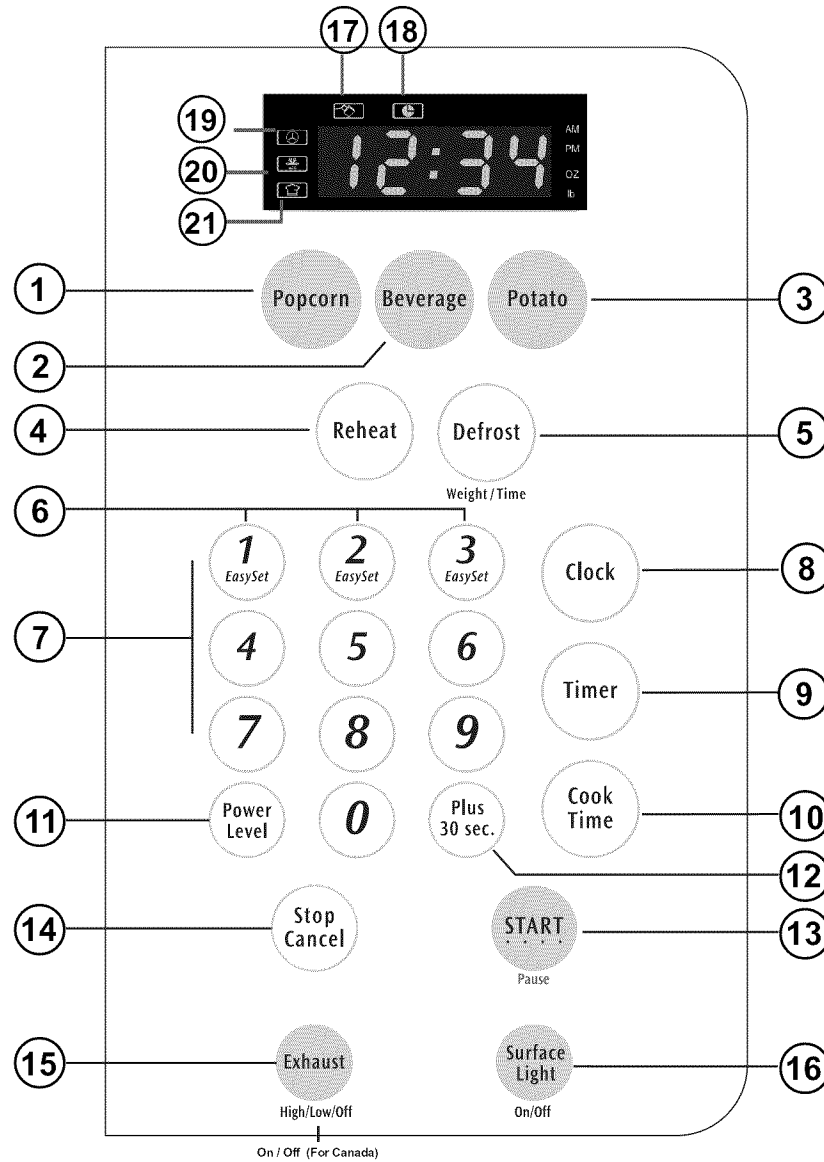 17 18
19
AM
12:34
PM
20
OZ
lb
21
1 Popcorn Beverage Potato 3
2
4 Reheat Defrost 5
Weight / Time
6
1 2 3
EasySet EasySet EasySet
Clock 8
7 4 5 6
Timer 9
7 8 9
11 Power Level 0 Plus 30 sec. Cook Time 10
12
14 Stop Cancel START 13
Pause
15 Exhaust Surface Light 16
High/Low/Off On/Off
On / Off (For Canada)